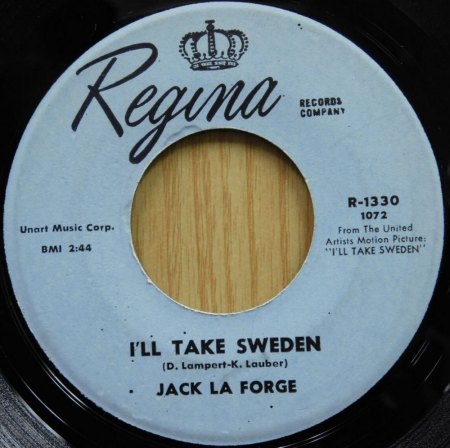 Regina
RECORDS
COMPANY
Unart Music Corp.
BMI 2:44
R-1330
1072
From The United
Artists Motion Picture:
"I'LL TAKE SWEDEN"
I'LL TAKE SWEDEN
(D. Lampert-K. Lauber)
JACK LA FORGE